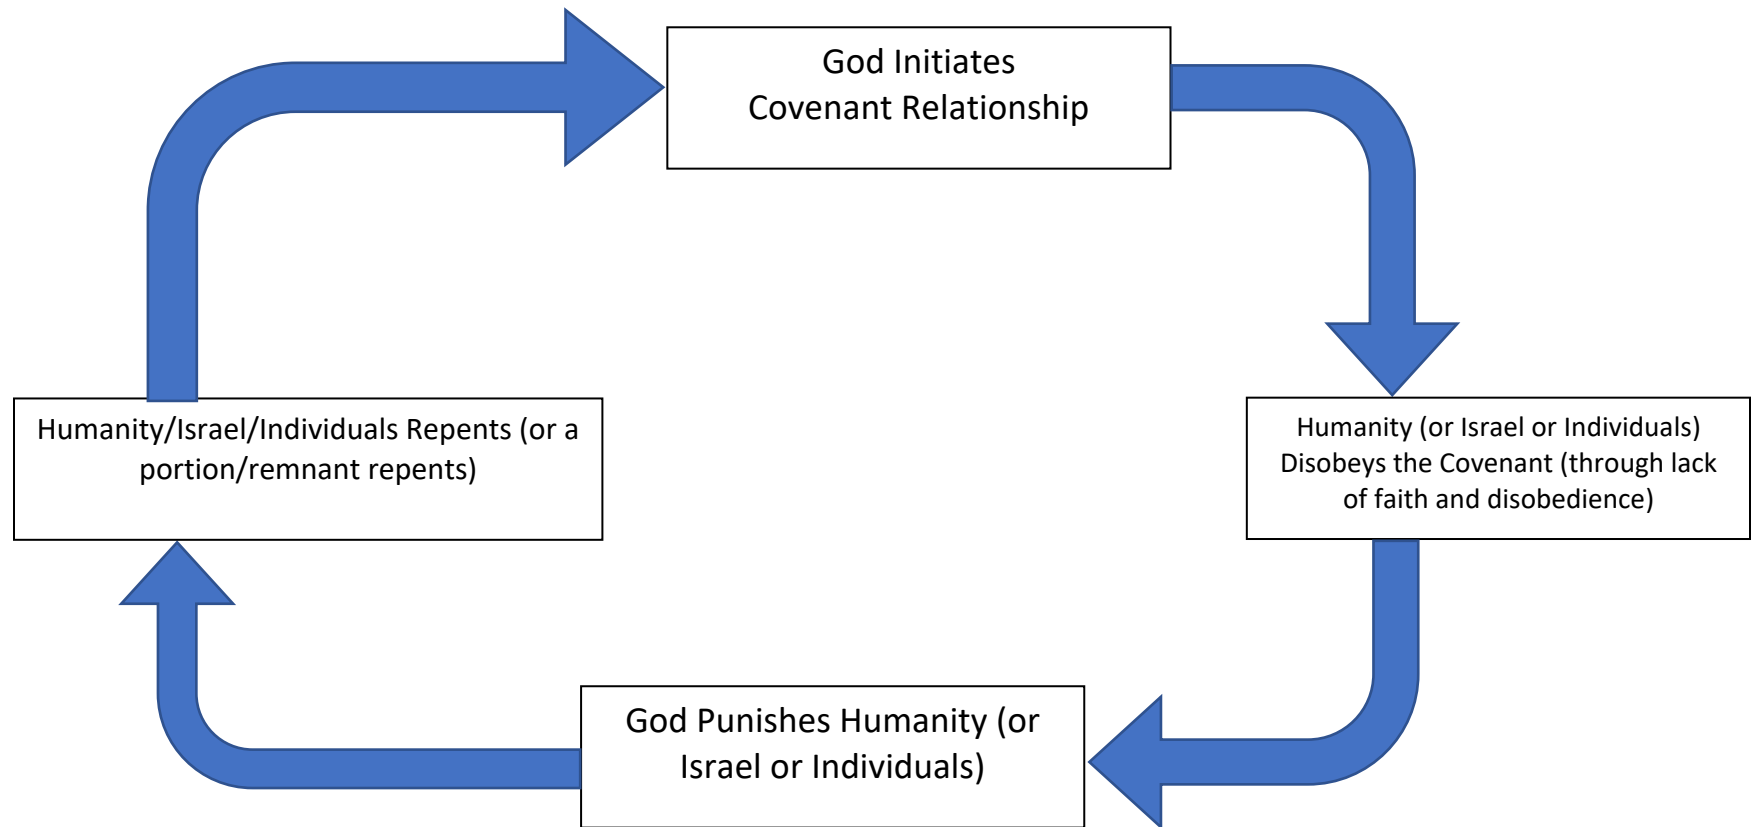 God Initiates
Covenant Relationship
Humanity (or Israel or Individuals)
Disobeys the Covenant (through lack
of faith and disobedience)
God Punishes Humanity (or
Israel or Individuals)
Humanity/Israel/Individuals Repents (or a
portion/remnant repents)